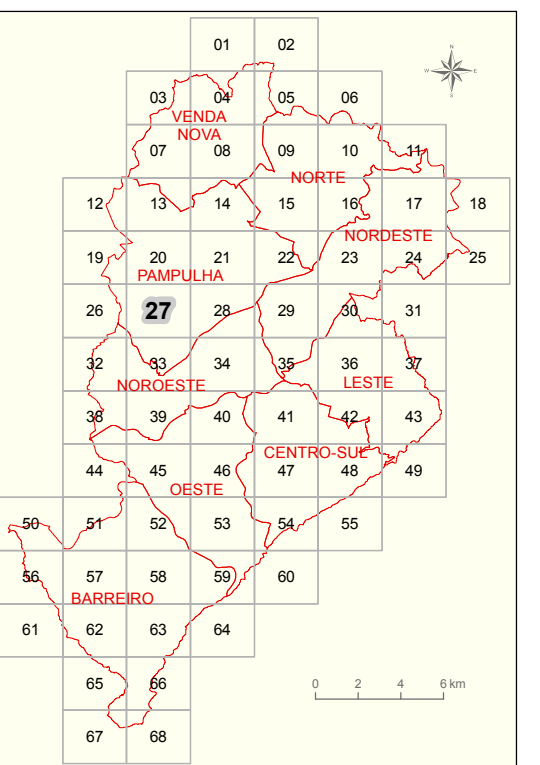 01 02
N
W E
S
03 04 05 06
VENDA
NOVA
07 08 09 10 11
NORTE
12 13 14 15 16 17 18
NORDESTE
19 20 21 22 23 24 25
PAMPULHA
26 27 28 29 30 31
32 33 34 35 36 37
NOROESTE LESTE
38 39 40 41 42 43
CENTRO-SUL
44 45 46 47 48 49
OESTE
50 51 52 53 54 55
56 57 58 59 60
BARREIRO
61 62 63 64
65 66
0 2 4 6 km
67 68